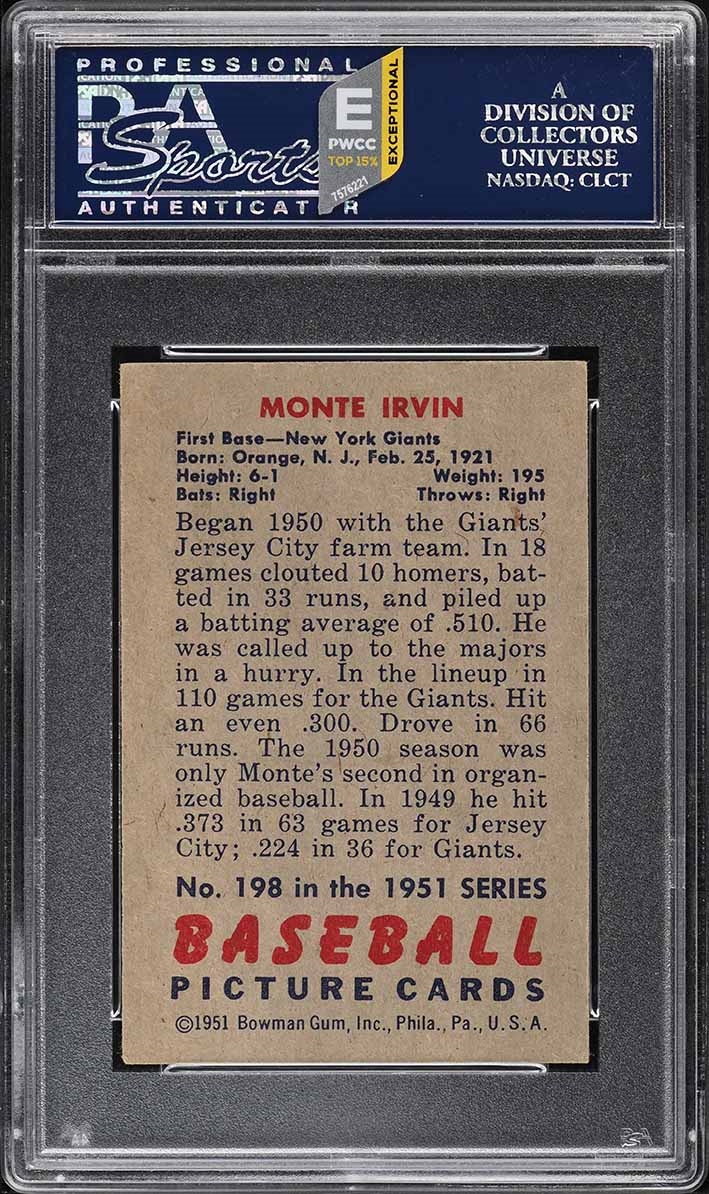 PROFESSIONAL
PSA
Sports
AUTHENTICATOR
E
PWCC
TOP 15%
EXCEPTIONAL
7576221
A
DIVISION OF
COLLECTORS
UNIVERSE
NASDAQ: CLCT
MONTE IRVIN
First Base—New York Giants
Born: Orange, N. J., Feb. 25, 1921
Height: 6-1 Weight: 195
Bats: Right Throws: Right
Began 1950 with the Giants'
Jersey City farm team. In 18
games clouted 10 homers, bat-
ted in 33 runs, and piled up
a batting average of .510. He
was called up to the majors
in a hurry. In the lineup in
110 games for the Giants. Hit
an even .300. Drove in 66
runs. The 1950 season was
only Monte's second in organ-
ized baseball. In 1949 he hit
.373 in 63 games for Jersey
City; .224 in 36 for Giants.
No. 198 in the 1951 SERIES
BASEBALL
PICTURE CARDS
©1951 Bowman Gum, Inc., Phila., Pa., U. S. A.
PSA